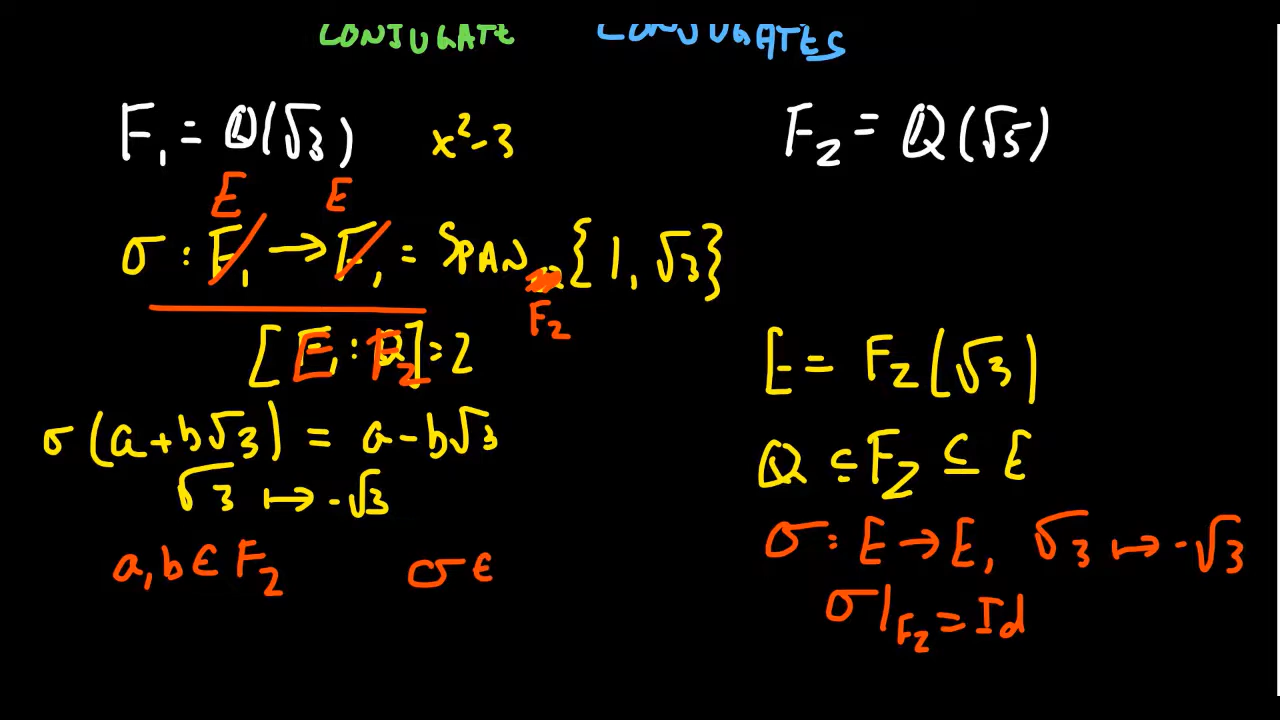 CONJUGATE CONJUGATES
F₁ = Q(√3) x²-3
F₂ = Q(√5)
E E
σ : F₁ → F₁ = SPAN {1, √3}
F₂
[E : F₂] = 2
E = F₂(√3)
σ(a+b√3) = a-b√3
Q ⊆ F₂ ⊆ E
√3 ↦ -√3
σ : E → E, √3 ↦ -√3
a,b ∈ F₂ σ ∈
σ|F₂ = Id